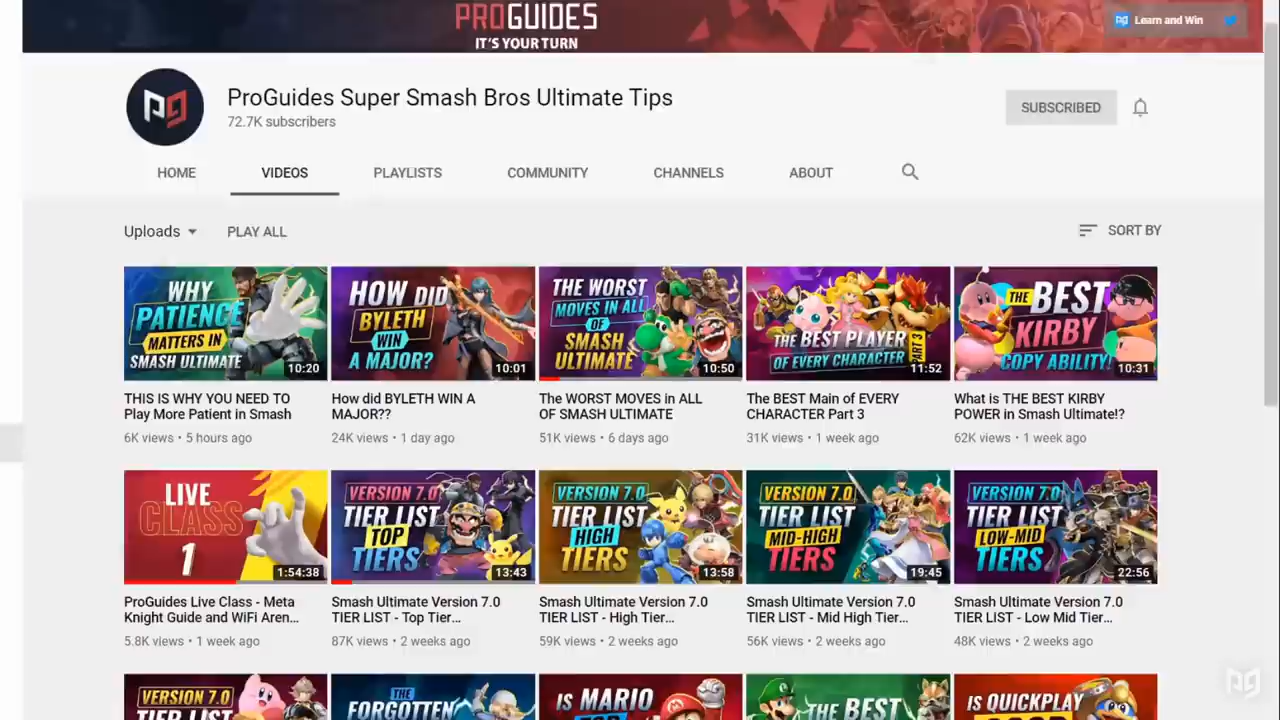 PROGUIDES
IT'S YOUR TURN
Learn and Win
ProGuides Super Smash Bros Ultimate Tips
72.7K subscribers
SUBSCRIBED
HOME
VIDEOS
PLAYLISTS
COMMUNITY
CHANNELS
ABOUT
Uploads
PLAY ALL
SORT BY
WHY
PATIENCE
MATTERS IN
SMASH ULTIMATE
10:20
HOW DID
BYLETH
WIN
A MAJOR?
10:01
THE WORST
MOVES IN ALL
OF
SMASH
ULTIMATE
10:50
THE BEST PLAYER
OF EVERY CHARACTER
PART 3
11:52
THE BEST
KIRBY
COPY ABILITY!
10:31
THIS IS WHY YOU NEED TO
Play More Patient in Smash
6K views • 5 hours ago
How did BYLETH WIN A
MAJOR??
24K views • 1 day ago
The WORST MOVES in ALL
OF SMASH ULTIMATE
51K views • 6 days ago
The BEST Main of EVERY
CHARACTER Part 3
31K views • 1 week ago
What is THE BEST KIRBY
POWER in Smash Ultimate!?
62K views • 1 week ago
LIVE
CLASS
1
1:54:38
VERSION 7.0
TIER LIST
TOP
TIERS
13:43
VERSION 7.0
TIER LIST
HIGH
TIERS
13:58
VERSION 7.0
TIER LIST
MID-HIGH
TIERS
19:45
VERSION 7.0
TIER LIST
LOW-MID
TIERS
22:56
ProGuides Live Class - Meta
Knight Guide and WiFi Aren...
5.8K views • 1 week ago
Smash Ultimate Version 7.0
TIER LIST - Top Tier...
87K views • 2 weeks ago
Smash Ultimate Version 7.0
TIER LIST - High Tier...
59K views • 2 weeks ago
Smash Ultimate Version 7.0
TIER LIST - Mid High Tier...
56K views • 2 weeks ago
Smash Ultimate Version 7.0
TIER LIST - Low Mid Tier...
48K views • 2 weeks ago
VERSION 7.0
TIER LIST
THE
FORGOTTEN
IS MARIO
TOP
THE BEST
IS QUICKPLAY
GOOD